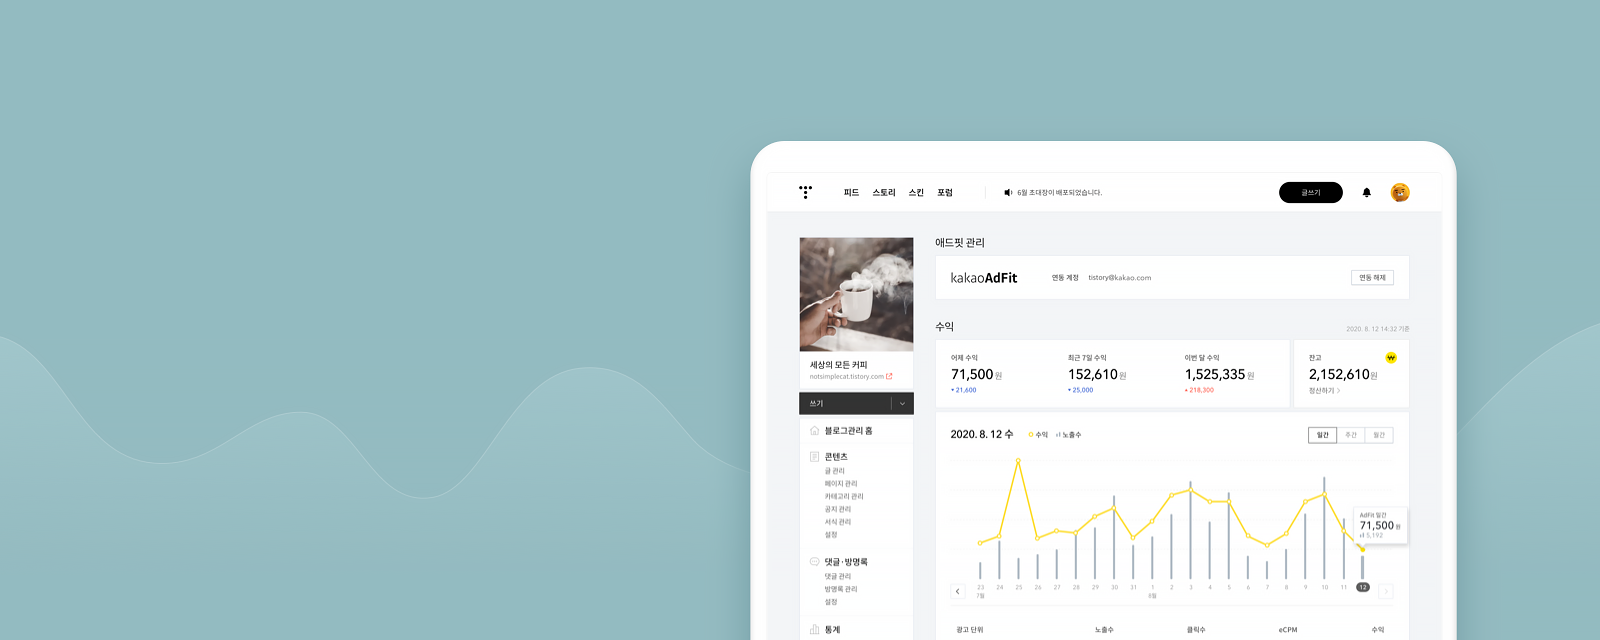 피드 스토리 스킨 포럼
6월 초대장이 배포되었습니다.
글쓰기
세상의 모든 커피
notsimplecat.tistory.com
쓰기
블로그관리 홈
콘텐츠
글 관리
페이지 관리
카테고리 관리
공지 관리
서식 관리
설정
댓글·방명록
댓글 관리
방명록 관리
설정
통계
애드핏 관리
kakaoAdFit 연동 계정 tistory@kakao.com 연동 해제
수익 2020. 8. 12 14:32 기준
어제 수익 최근 7일 수익 이번 달 수익 잔고
71,500원 152,610원 1,525,335원 2,152,610원
21,600 25,000 218,300 정산하기
2020. 8. 12 수 수익 노출수 일간 주간 월간
AdFit 일간
71,500원
5,192
23 24 25 26 27 28 29 30 31 1 2 3 4 5 6 7 8 9 10 11 12
7월 8월
광고 단위 노출수 클릭수 eCPM 수익